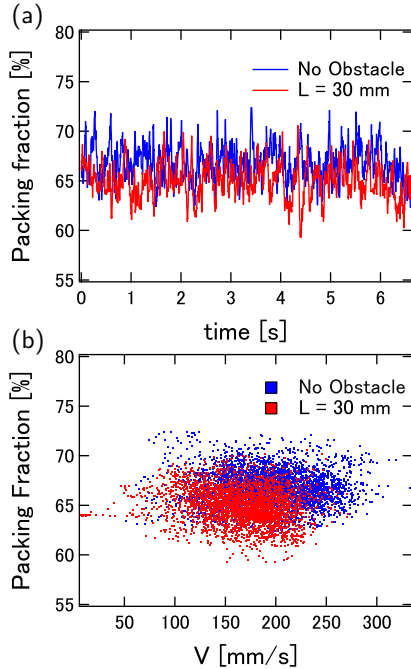 (a)
80
75
70
65
60
55
Packing fraction [%]
No Obstacle
L = 30 mm
0 1 2 3 4 5 6
time [s]
(b)
80
75
70
65
60
55
Packing Fraction [%]
No Obstacle
L = 30 mm
50 100 150 200 250 300
V [mm/s]